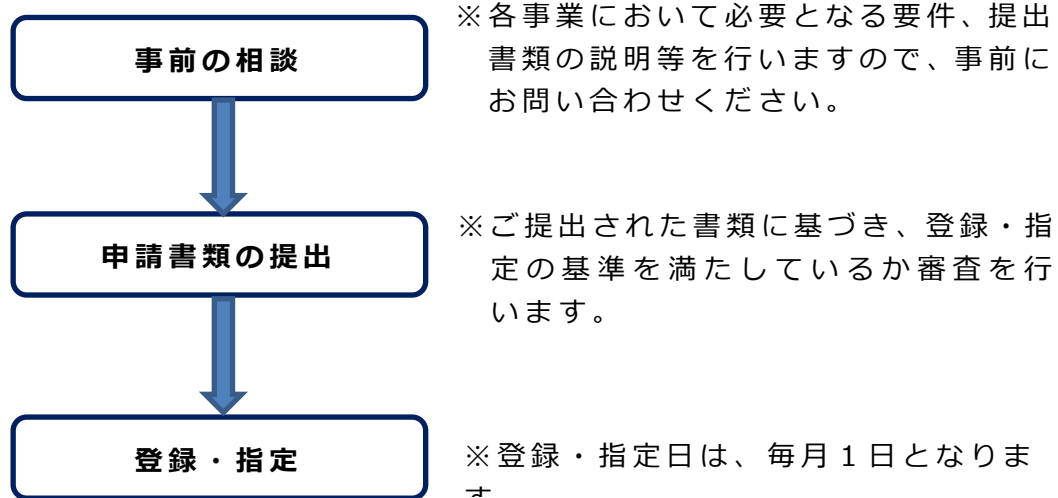 事前の相談
※各事業において必要となる要件、提出
書類の説明等を行いますので、事前に
お問い合わせください。
申請書類の提出
※ご提出された書類に基づき、登録・指
定の基準を満たしているか審査を行
います。
登録・指定
※登録・指定日は、毎月１日となりま
す